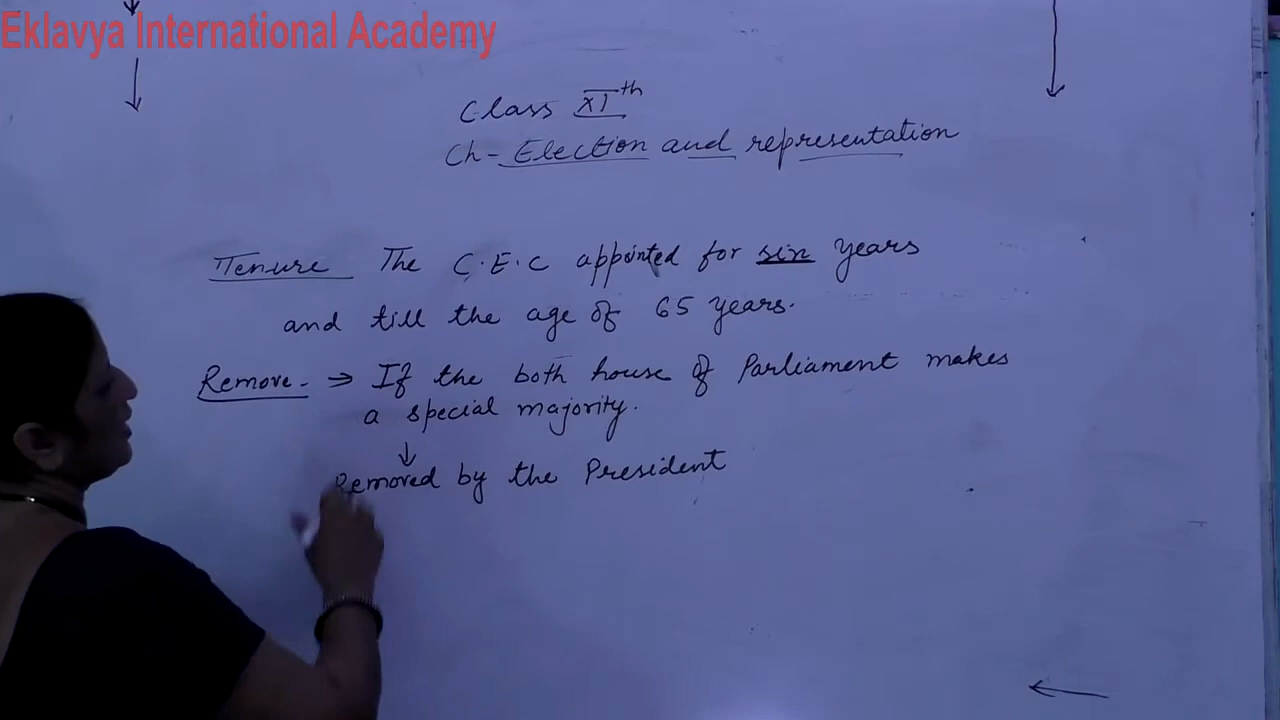 Eklavya International Academy
Class XIth
Ch- Election and representation
Tenure The C.E.C appointed for six years
and till the age of 65 years.
Remove - ⇒ If the both house of Parliament makes
a special majority.
↓
Removed by the President